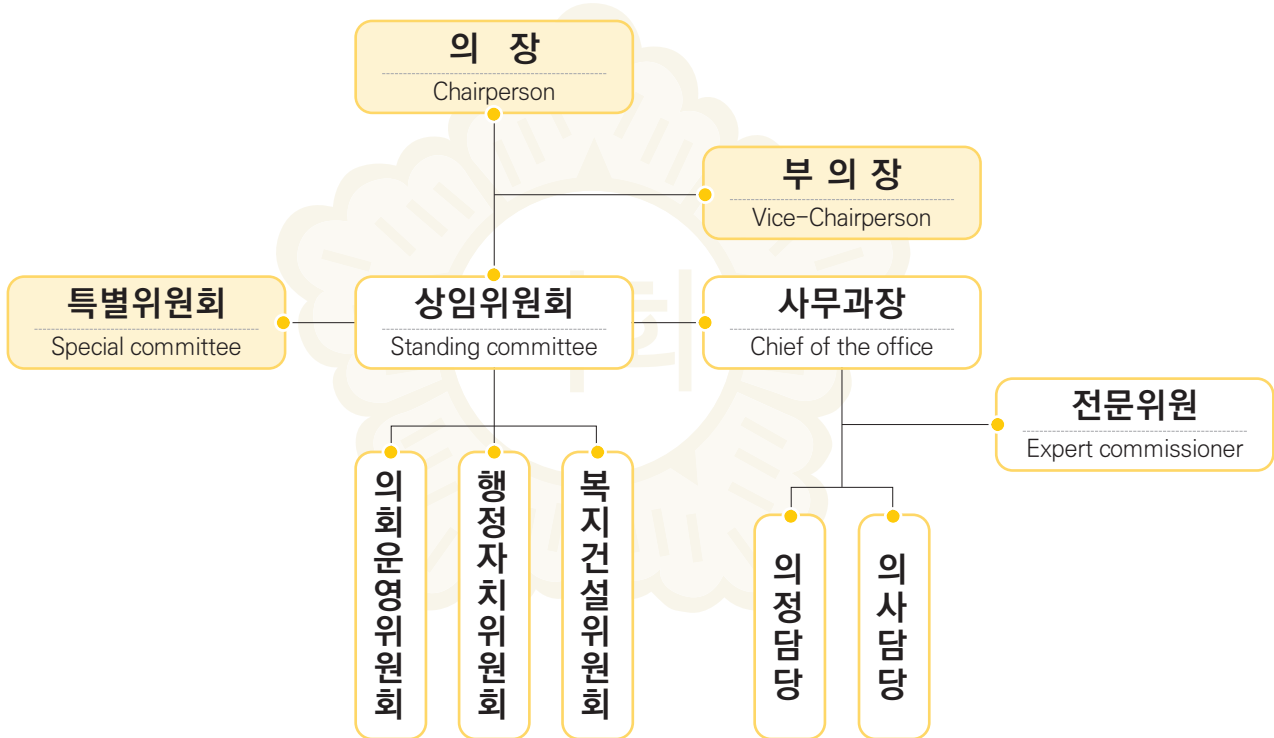 의 장
Chairperson
부 의 장
Vice-Chairperson
특별위원회
Special committee
상임위원회
Standing committee
사무과장
Chief of the office
전문위원
Expert commissioner
의회운영위원회
행정자치위원회
복지건설위원회
의정담당
의사담당